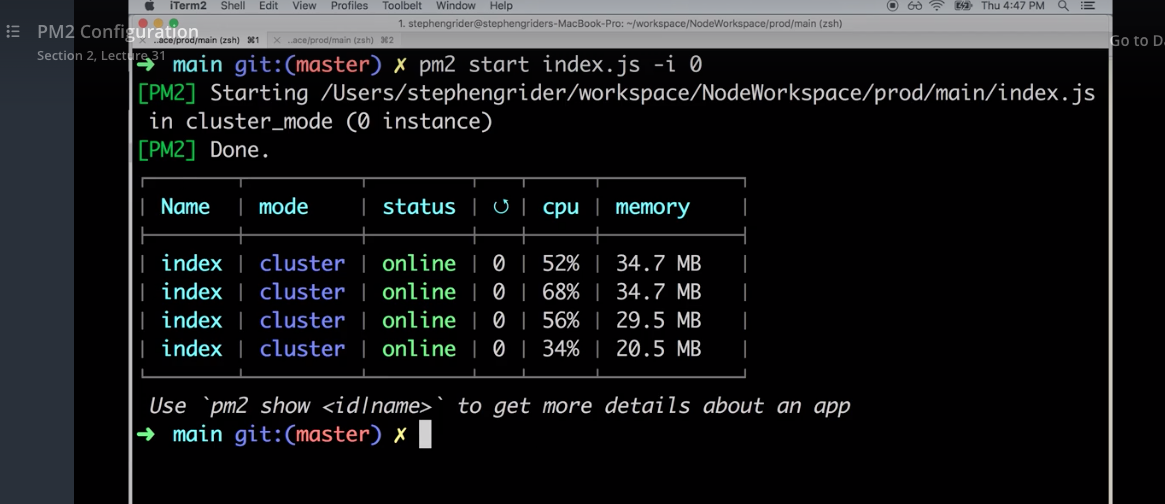 iTerm2 Shell Edit View Profiles Toolbelt Window Help Thu 4:47 PM
1. stephengrider@stephengriders-MacBook-Pro: ~/workspace/NodeWorkspace/prod/main (zsh)
PM2 Configuration
Section 2, Lecture 31
Go to D
..ace/prod/main (zsh) ⌘1 ..ace/prod/main (zsh) ⌘2
➜ main git:(master) ✗ pm2 start index.js -i 0
[PM2] Starting /Users/stephengrider/workspace/NodeWorkspace/prod/main/index.js
in cluster_mode (0 instance)
[PM2] Done.
Name | mode | status | ↺ | cpu | memory
index | cluster | online | 0 | 52% | 34.7 MB
index | cluster | online | 0 | 68% | 34.7 MB
index | cluster | online | 0 | 56% | 29.5 MB
index | cluster | online | 0 | 34% | 20.5 MB
Use `pm2 show <id|name>` to get more details about an app
➜ main git:(master) ✗